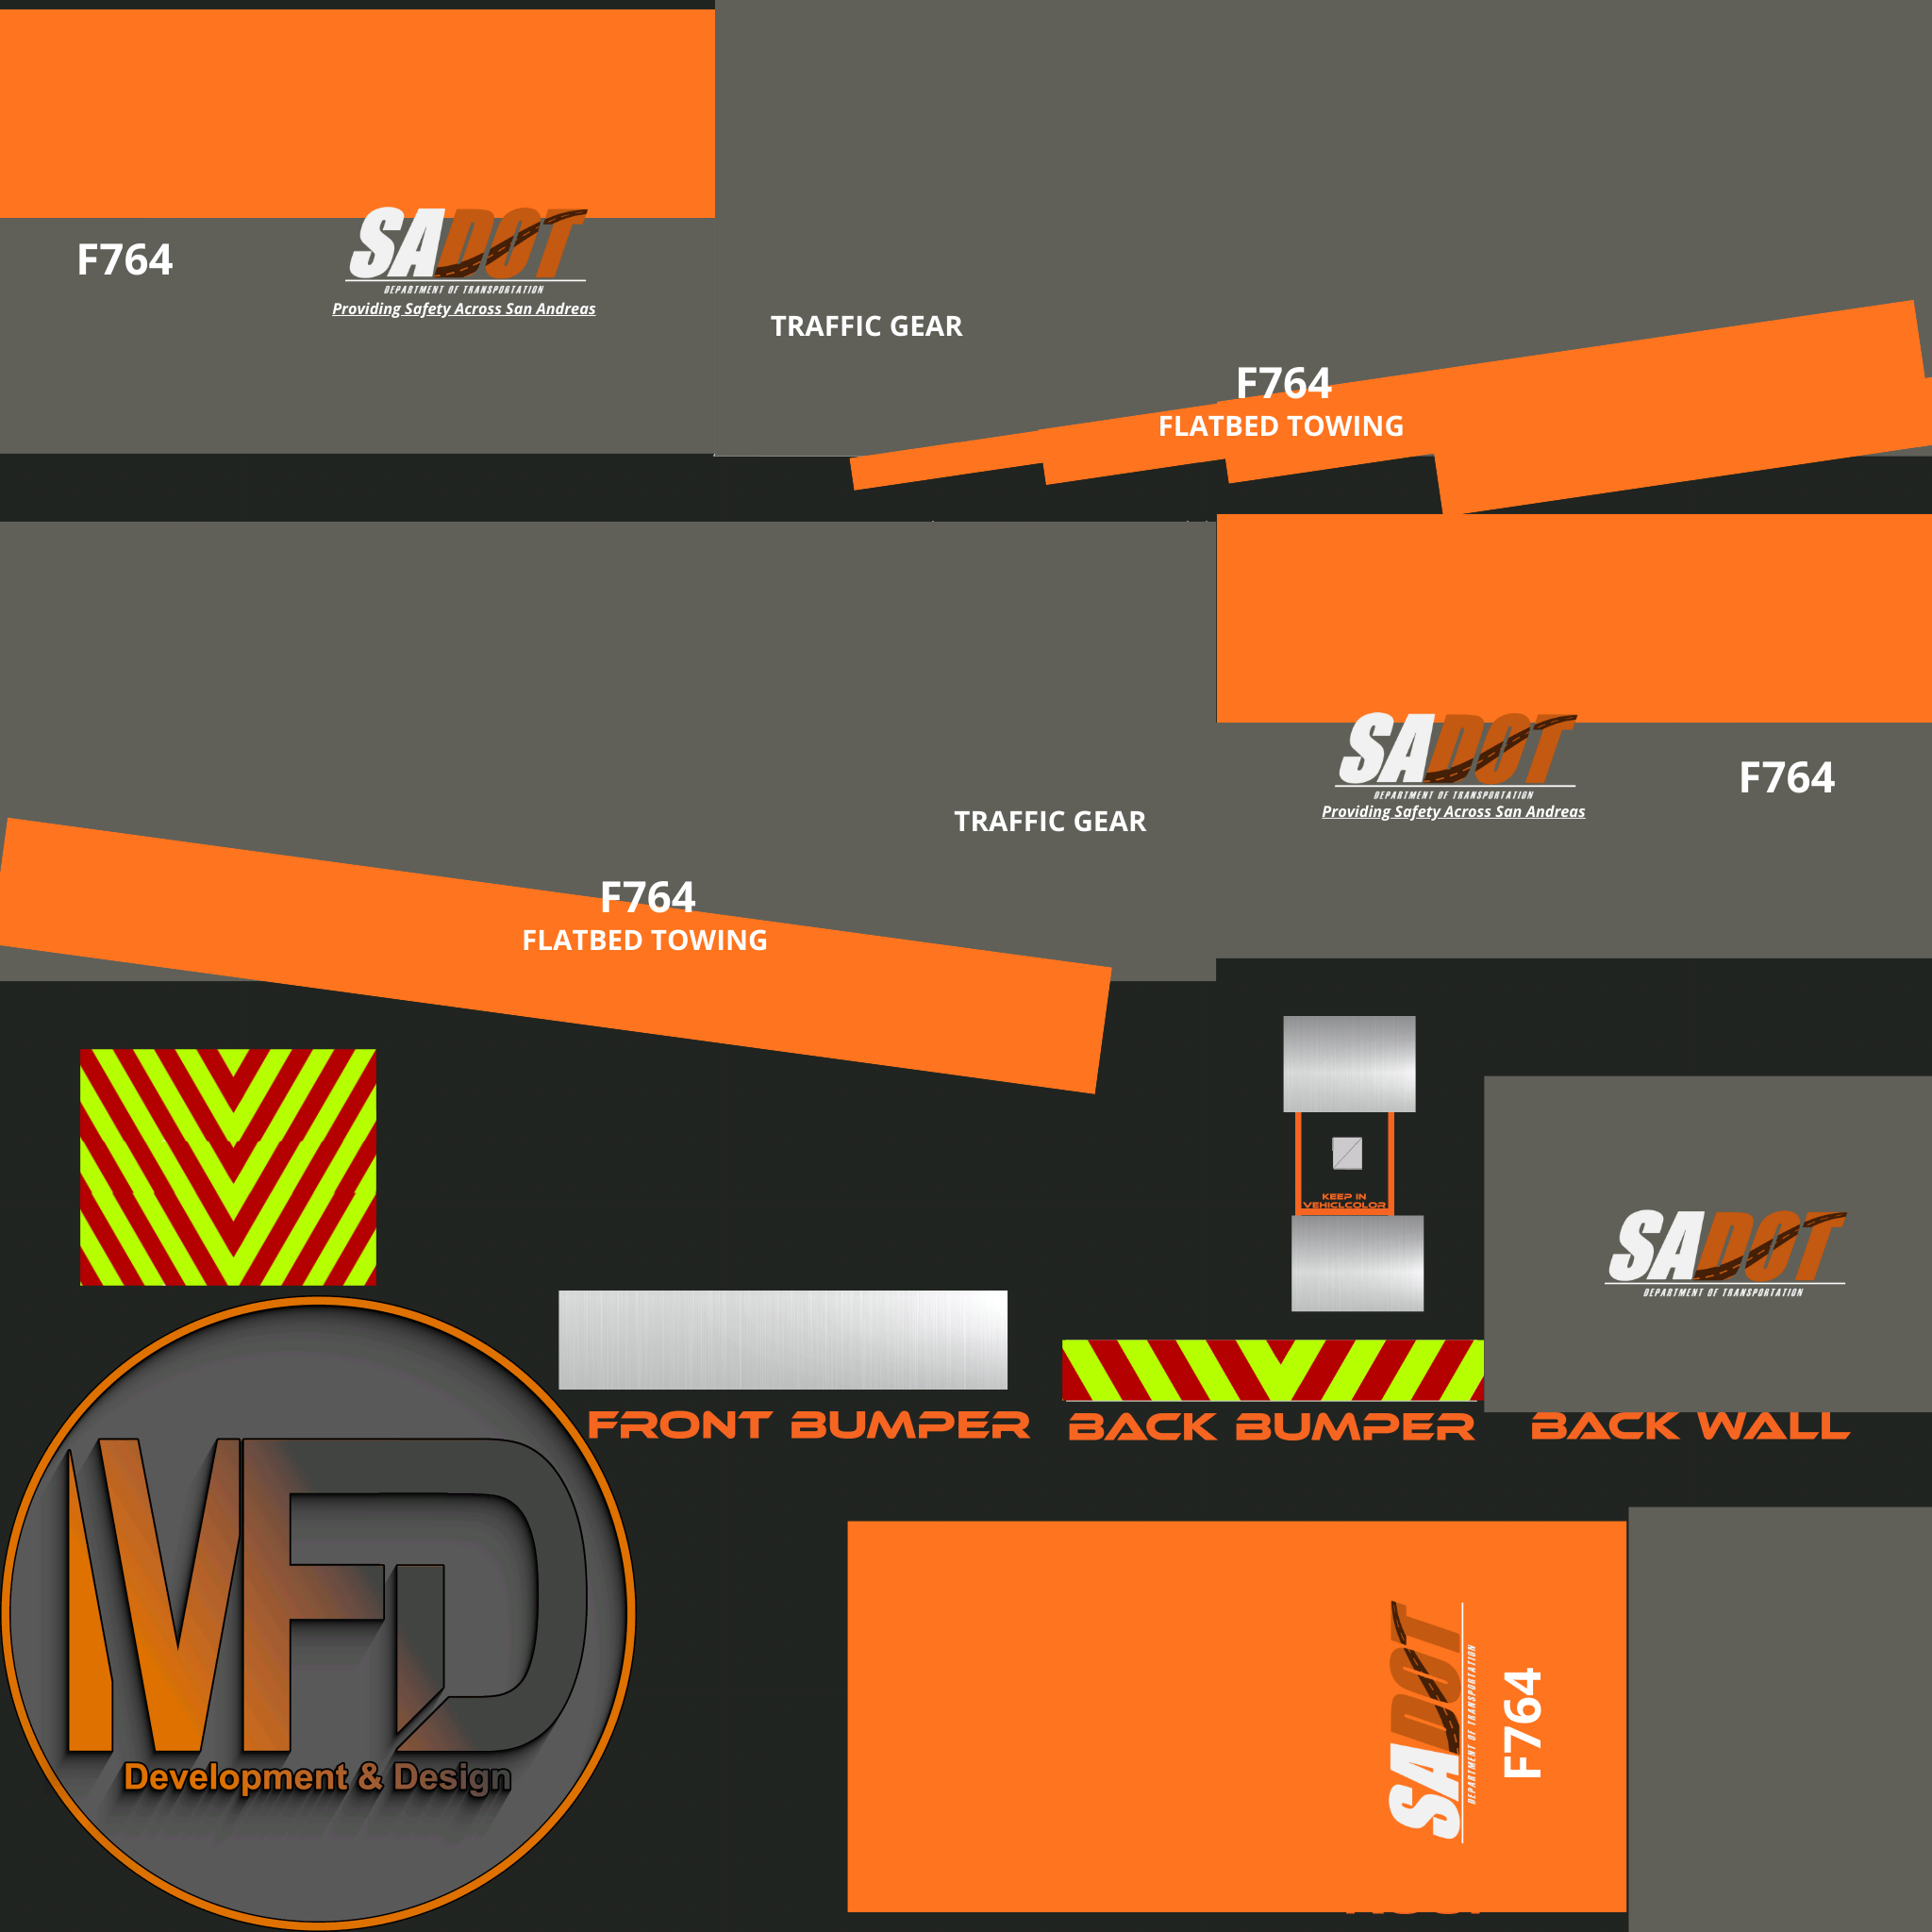 F764
SADOT
DEPARTMENT OF TRANSPORTATION
Providing Safety Across San Andreas
TRAFFIC GEAR
F764
FLATBED TOWING
SADOT
DEPARTMENT OF TRANSPORTATION
Providing Safety Across San Andreas
F764
TRAFFIC GEAR
F764
FLATBED TOWING
KEEP IN
VEHICLCOLOR
SADOT
DEPARTMENT OF TRANSPORTATION
FRONT BUMPER
BACK BUMPER
BACK WALL
MFD
Development & Design
SADOT
DEPARTMENT OF TRANSPORTATION
F764